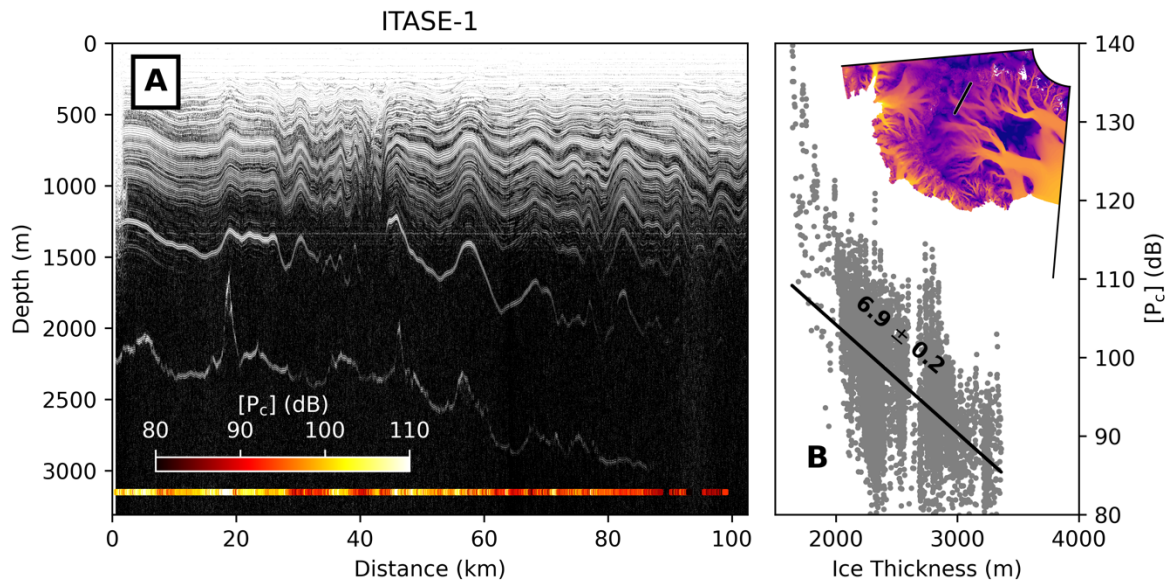 ITASE-1
A
0
500
1000
1500
2000
2500
3000
Depth (m)
[Pc] (dB)
80 90 100 110
0 20 40 60 80 100
Distance (km)
140
130
120
110
100
90
80
[Pc] (dB)
6.9 ± 0.2
B
2000 3000 4000
Ice Thickness (m)